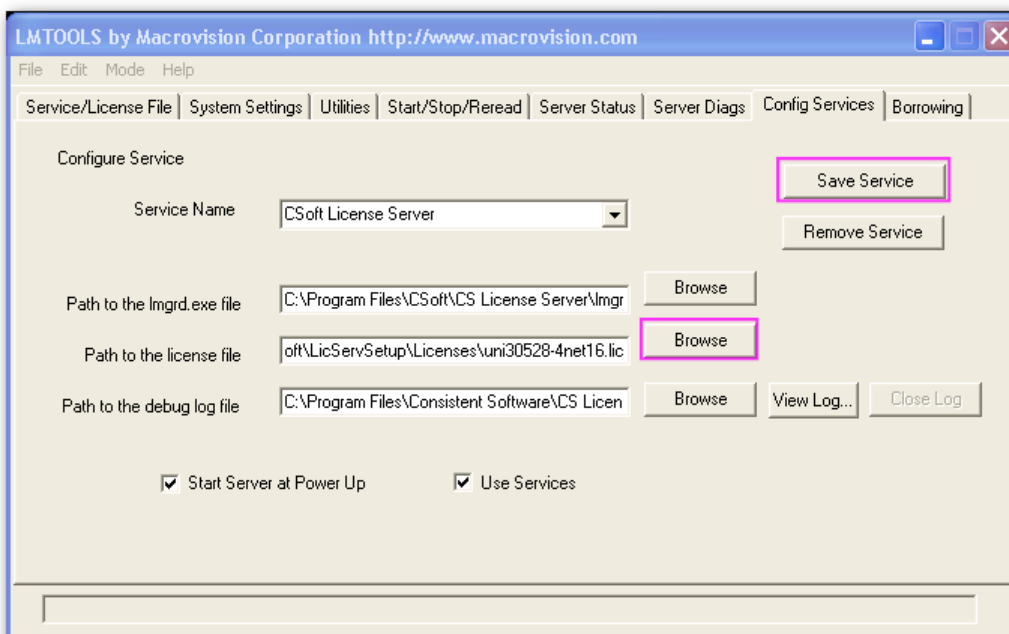 LMTOOLS by Macrovision Corporation http://www.macrovision.com
File Edit Mode Help
Service/License File System Settings Utilities Start/Stop/Reread Server Status Server Diags Config Services Borrowing
Configure Service
Save Service
Service Name CSoft License Server
Remove Service
Path to the lmgrd.exe file C:\Program Files\CSoft\CS License Server\lmgr Browse
Path to the license file oft\LicServSetup\Licenses\uni30528-4net16.lic Browse
Path to the debug log file C:\Program Files\Consistent Software\CS Licen Browse View Log... Close Log
Start Server at Power Up Use Services